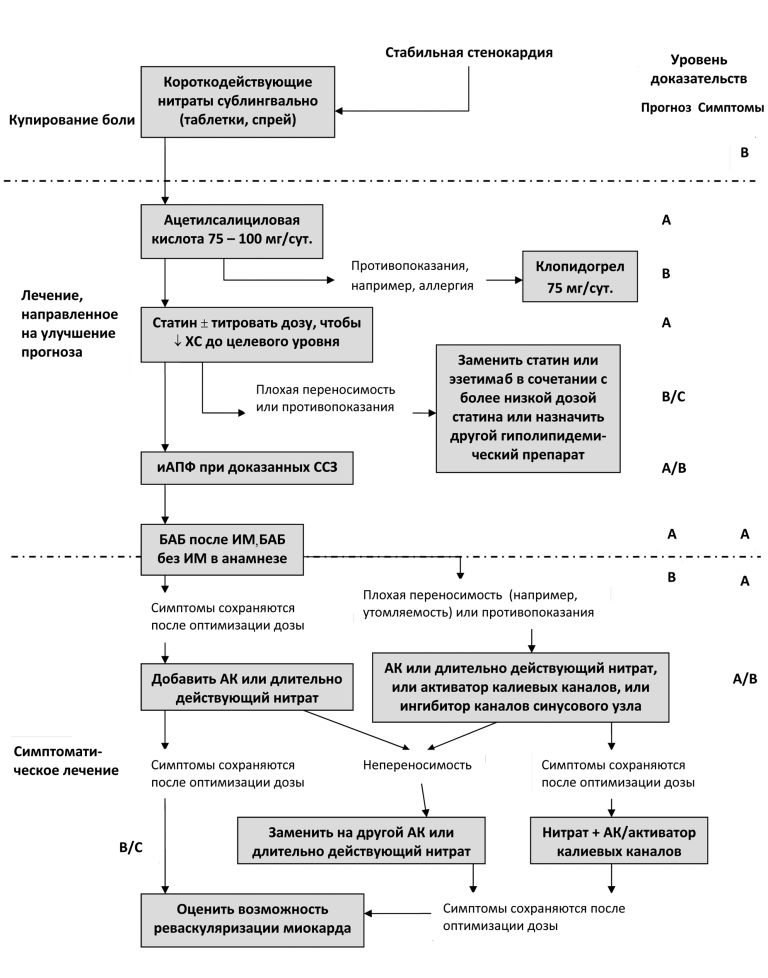 Стабильная стенокардия
Уровень
доказательств
Прогноз Симптомы
Купирование боли
Короткодействующие
нитраты сублингвально
(таблетки, спрей)
В
Ацетилсалициловая
кислота 75 – 100 мг/сут.
А
Противопоказания,
например, аллергия
Клопидогрел
75 мг/сут.
В
Лечение,
направленное
на улучшение
прогноза
Статин ± титровать дозу, чтобы
↓ ХС до целевого уровня
А
Плохая переносимость
или противопоказания
Заменить статин или
эзетимаб в сочетании с
более низкой дозой
статина или назначить
другой гиполипидеми-
ческий препарат
В/С
иАПФ при доказанных ССЗ
А/В
БАБ после ИМ,БАБ
без ИМ в анамнезе
А А
В А
Симптомы сохраняются
после оптимизации дозы
Плохая переносимость (например,
утомляемость) или противопоказания
Добавить АК или длительно
действующий нитрат
АК или длительно действующий нитрат,
или активатор калиевых каналов, или
ингибитор каналов синусового узла
А/В
Симптомати-
ческое лечение
Симптомы сохраняются
после оптимизации дозы
Непереносимость
Симптомы сохраняются
после оптимизации дозы
В/С
Заменить на другой АК или
длительно действующий нитрат
Нитрат + АК/активатор
калиевых каналов
Оценить возможность
реваскуляризации миокарда
Симптомы сохраняются после
оптимизации дозы